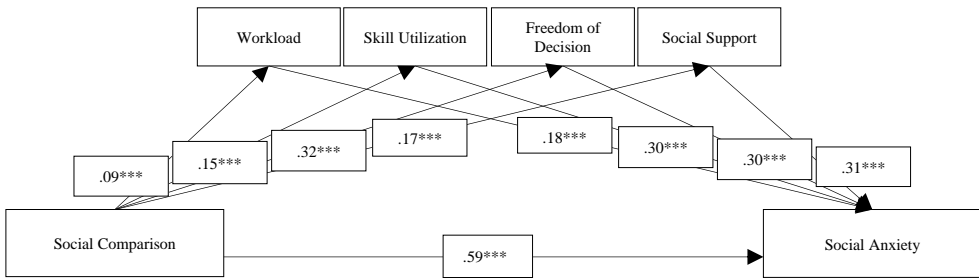 Workload
Skill Utilization
Freedom of
Decision
Social Support
.09***
.15***
.32***
.17***
.18***
.30***
.30***
.31***
Social Comparison
.59***
Social Anxiety